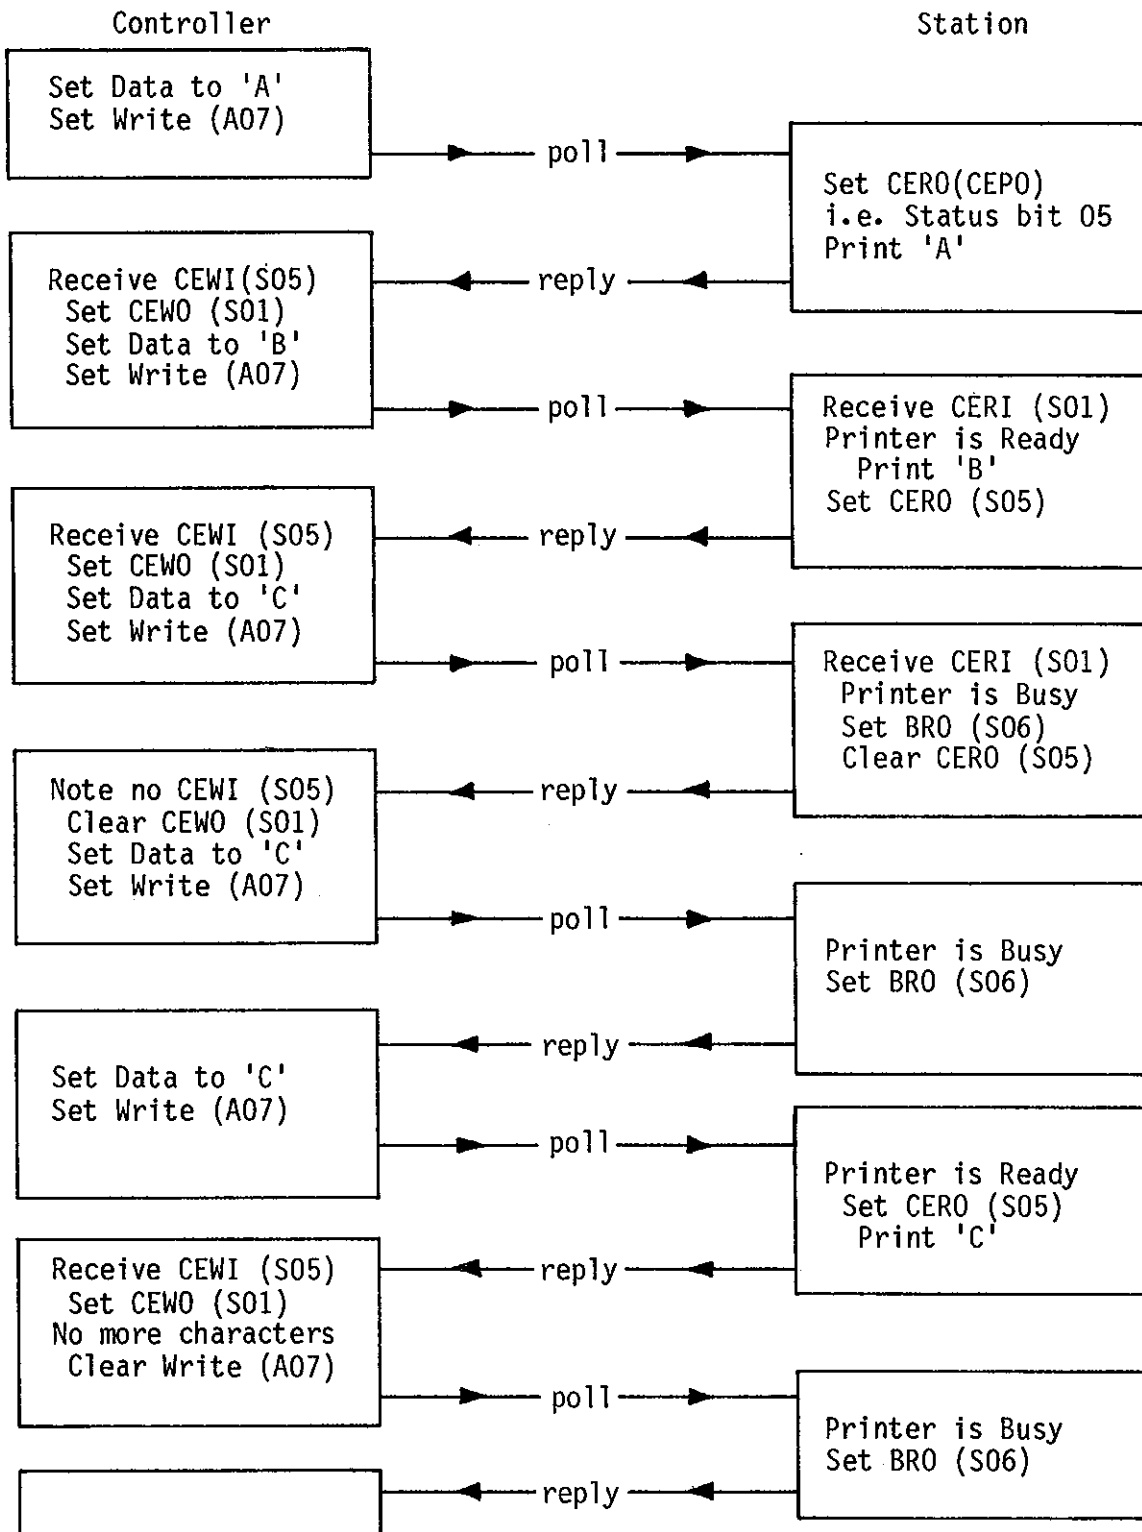 Controller
Station
Set Data to 'A'
Set Write (A07)
poll
Set CERO(CEPO)
i.e. Status bit 05
Print 'A'
reply
Receive CEWI(S05)
Set CEWO (S01)
Set Data to 'B'
Set Write (A07)
poll
Receive CERI (S01)
Printer is Ready
Print 'B'
Set CERO (S05)
reply
Receive CEWI (S05)
Set CEWO (S01)
Set Data to 'C'
Set Write (A07)
poll
Receive CERI (S01)
Printer is Busy
Set BRO (S06)
Clear CERO (S05)
reply
Note no CEWI (S05)
Clear CEWO (S01)
Set Data to 'C'
Set Write (A07)
poll
Printer is Busy
Set BRO (S06)
reply
Set Data to 'C'
Set Write (A07)
poll
Printer is Ready
Set CERO (S05)
Print 'C'
reply
Receive CEWI (S05)
Set CEWO (S01)
No more characters
Clear Write (A07)
poll
Printer is Busy
Set BRO (S06)
reply